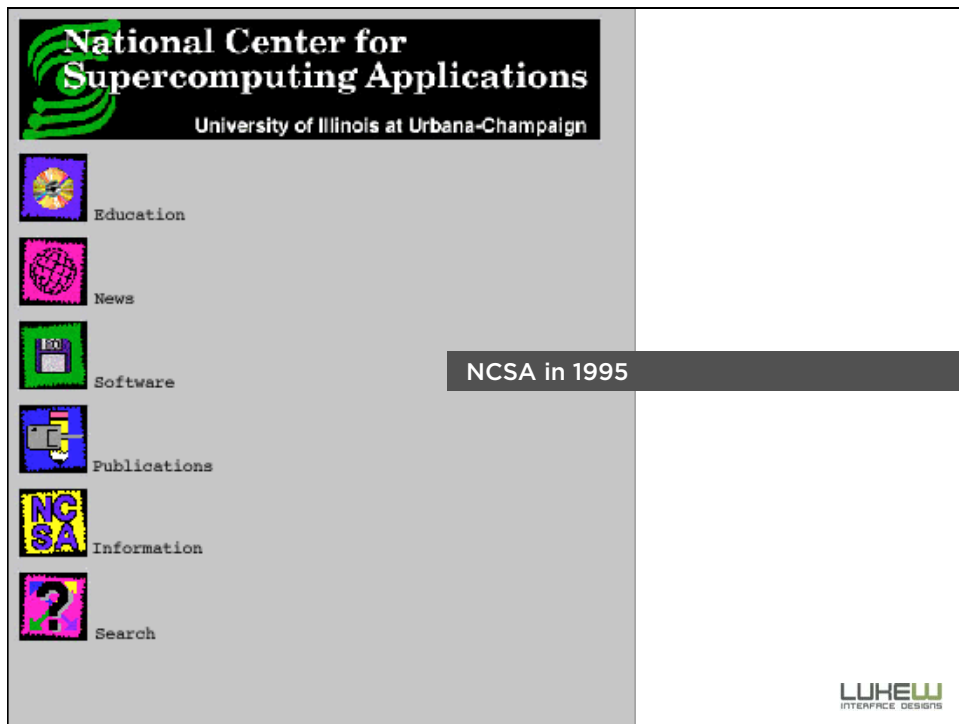 National Center for
Supercomputing Applications
University of Illinois at Urbana-Champaign
Education
News
Software
NCSA in 1995
Publications
NC
SA
Information
?
Search
LUKEW
INTERFACE DESIGNS